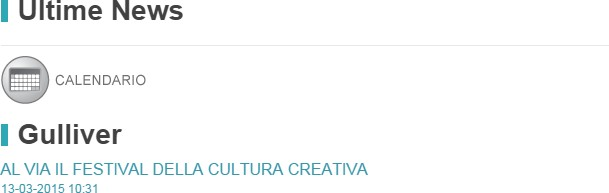 Ultime News
CALENDARIO
Gulliver
AL VIA IL FESTIVAL DELLA CULTURA CREATIVA
13-03-2015 10:31